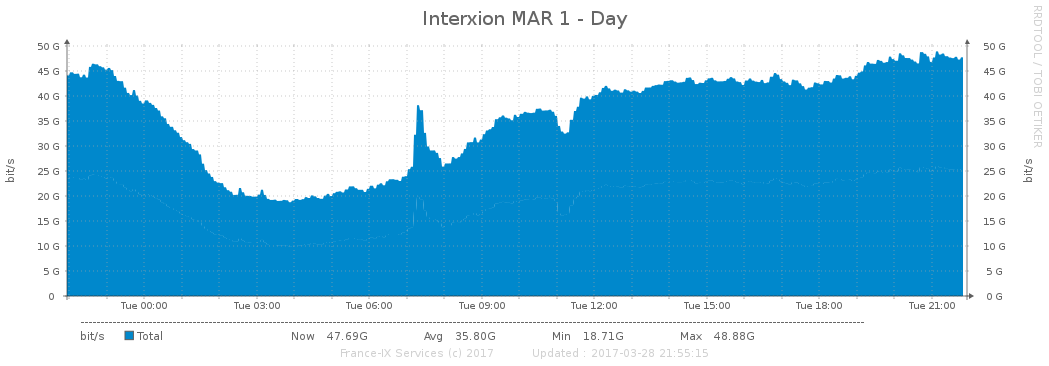 Interxion MAR 1 - Day
RRDTOOL / TOBI OETIKER
bit/s
50 G 50 G
45 G 45 G
40 G 40 G
35 G 35 G
30 G 30 G
25 G 25 G
20 G 20 G
15 G 15 G
10 G 10 G
5 G 5 G
0 0 G
bit/s
Tue 00:00 Tue 03:00 Tue 06:00 Tue 09:00 Tue 12:00 Tue 15:00 Tue 18:00 Tue 21:00
bit/s Total Now 47.69G Avg 35.80G Min 18.71G Max 48.88G
France-IX Services (c) 2017 Updated : 2017-03-28 21:55:15